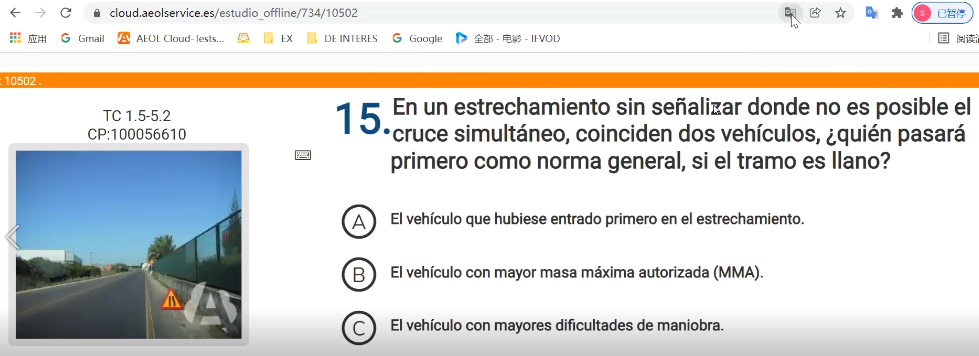 cloud.aeolservice.es/estudio_offline/734/10502
已暂停
应用
Gmail
AEOL Cloud-Tests...
EX
DE INTERES
Google
全部 - 电影 - IFVOD
: 10502 .
TC 1.5-5.2
CP:100056610
15.
En un estrechamiento sin señalizar donde no es posible el
cruce simultáneo, coinciden dos vehículos, ¿quién pasará
primero como norma general, si el tramo es llano?
A El vehículo que hubiese entrado primero en el estrechamiento.
B El vehículo con mayor masa máxima autorizada (MMA).
C El vehículo con mayores dificultades de maniobra.